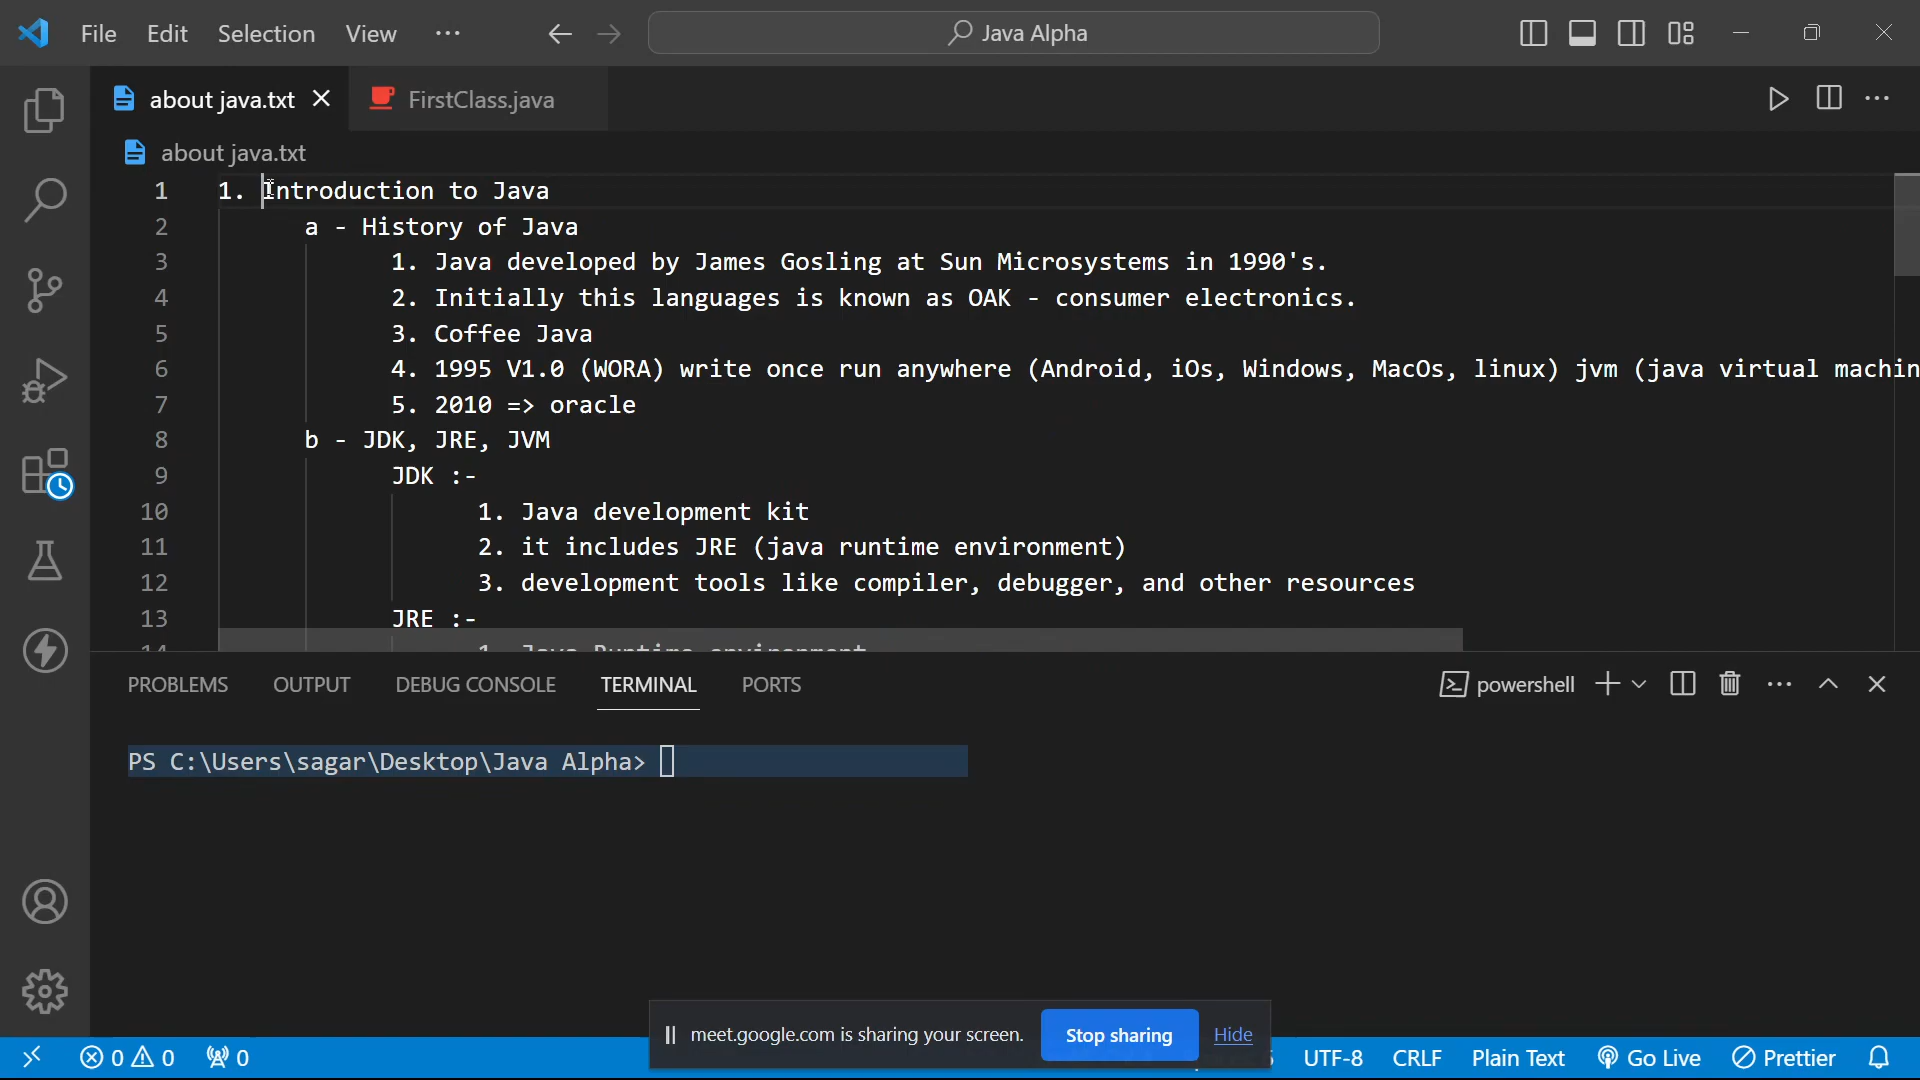 File Edit Selection View ··· Java Alpha
about java.txt FirstClass.java
about java.txt
1 1. Introduction to Java
2 a - History of Java
3 1. Java developed by James Gosling at Sun Microsystems in 1990's.
4 2. Initially this languages is known as OAK - consumer electronics.
5 3. Coffee Java
6 4. 1995 V1.0 (WORA) write once run anywhere (Android, iOs, Windows, MacOs, linux) jvm (java virtual machin
7 5. 2010 => oracle
8 b - JDK, JRE, JVM
9 JDK :-
10 1. Java development kit
11 2. it includes JRE (java runtime environment)
12 3. development tools like compiler, debugger, and other resources
13 JRE :-
14 1. Java Runtime environment
PROBLEMS OUTPUT DEBUG CONSOLE TERMINAL PORTS powershell
PS C:\Users\sagar\Desktop\Java Alpha>
meet.google.com is sharing your screen. Stop sharing Hide
0 0 0 UTF-8 CRLF Plain Text Go Live Prettier